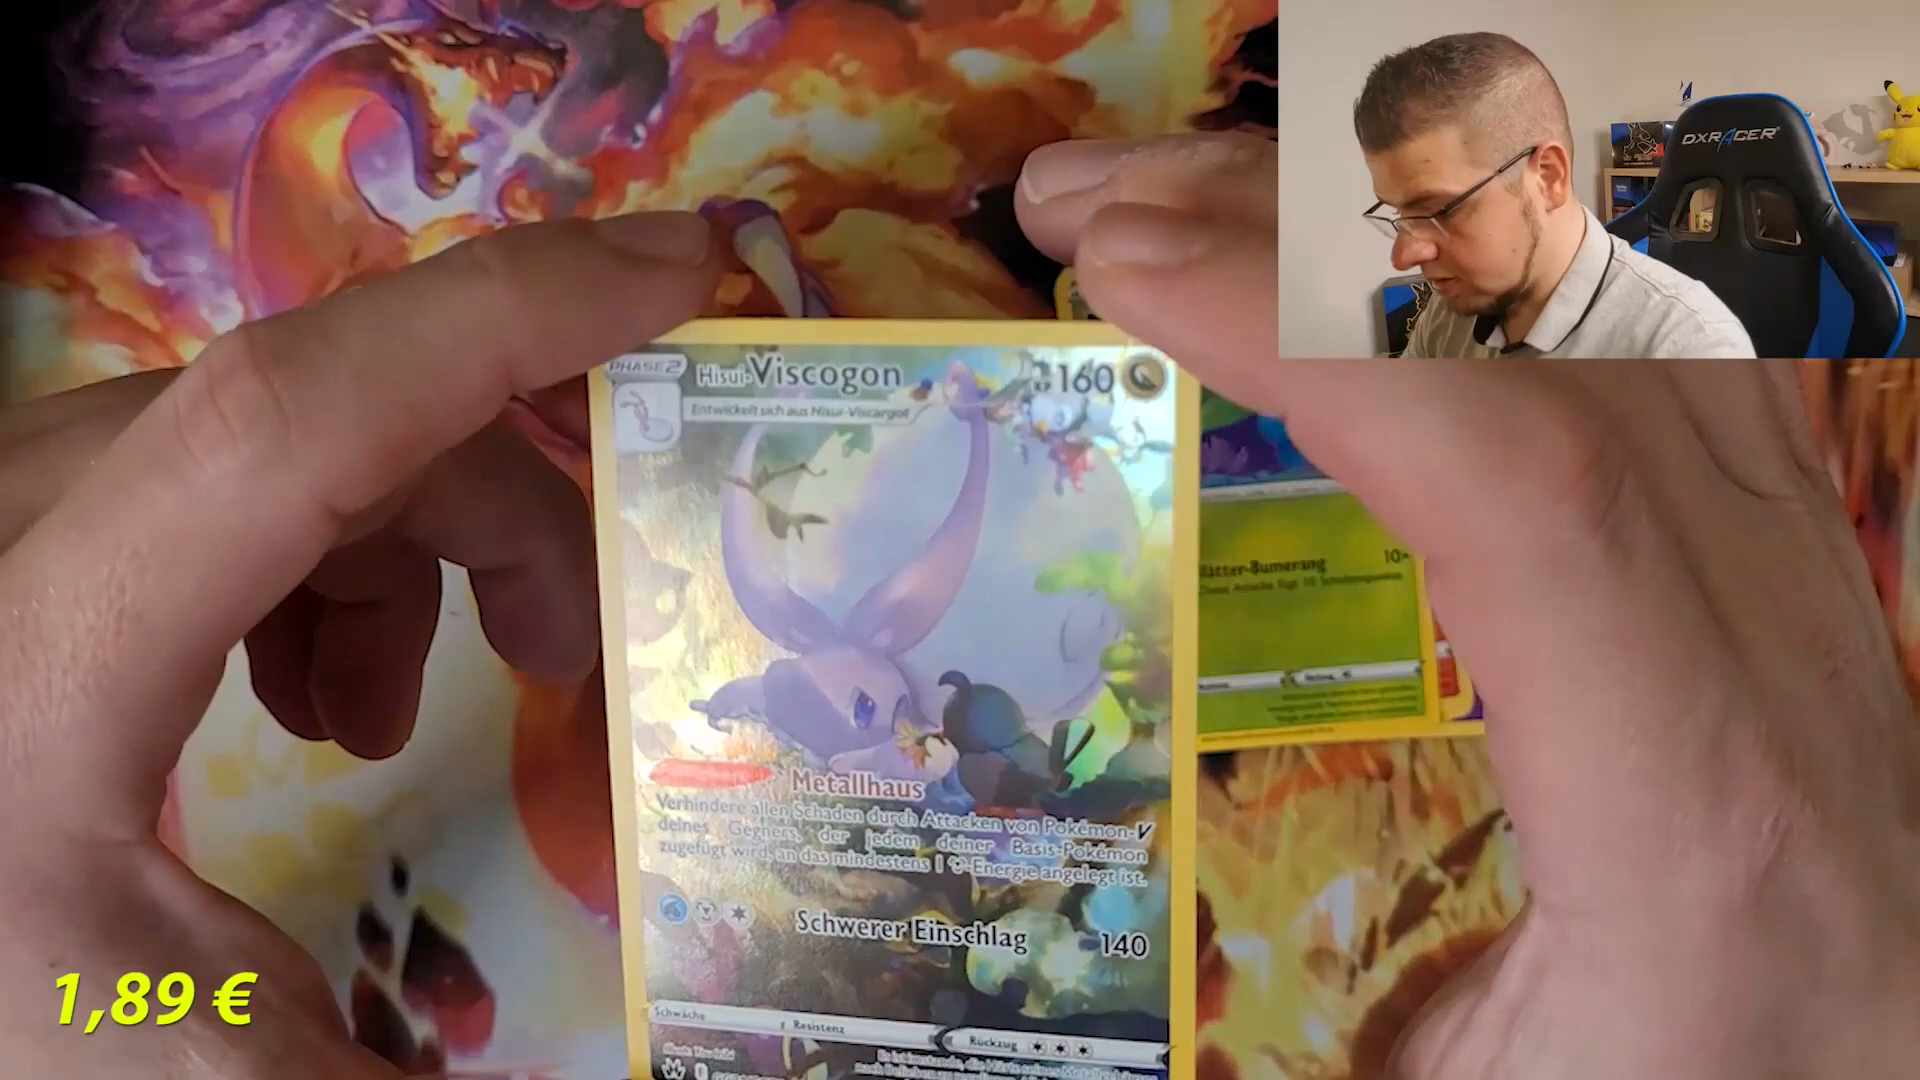 DXRACER
PHASE 2
Hisui-Viscogon
KP 160
Entwickelt sich aus Hisui-Viscargot
Metallhaus
Verhindere allen Schaden durch Attacken von Pokémon-V
deines Gegners, der jedem deiner Basis-Pokémon
zugefügt wird, an das mindestens 1 -Energie angelegt ist.
Schwerer Einschlag 140
Schwäche
Resistenz
Rückzug
Blätter-Bumerang 10×
1,89 €